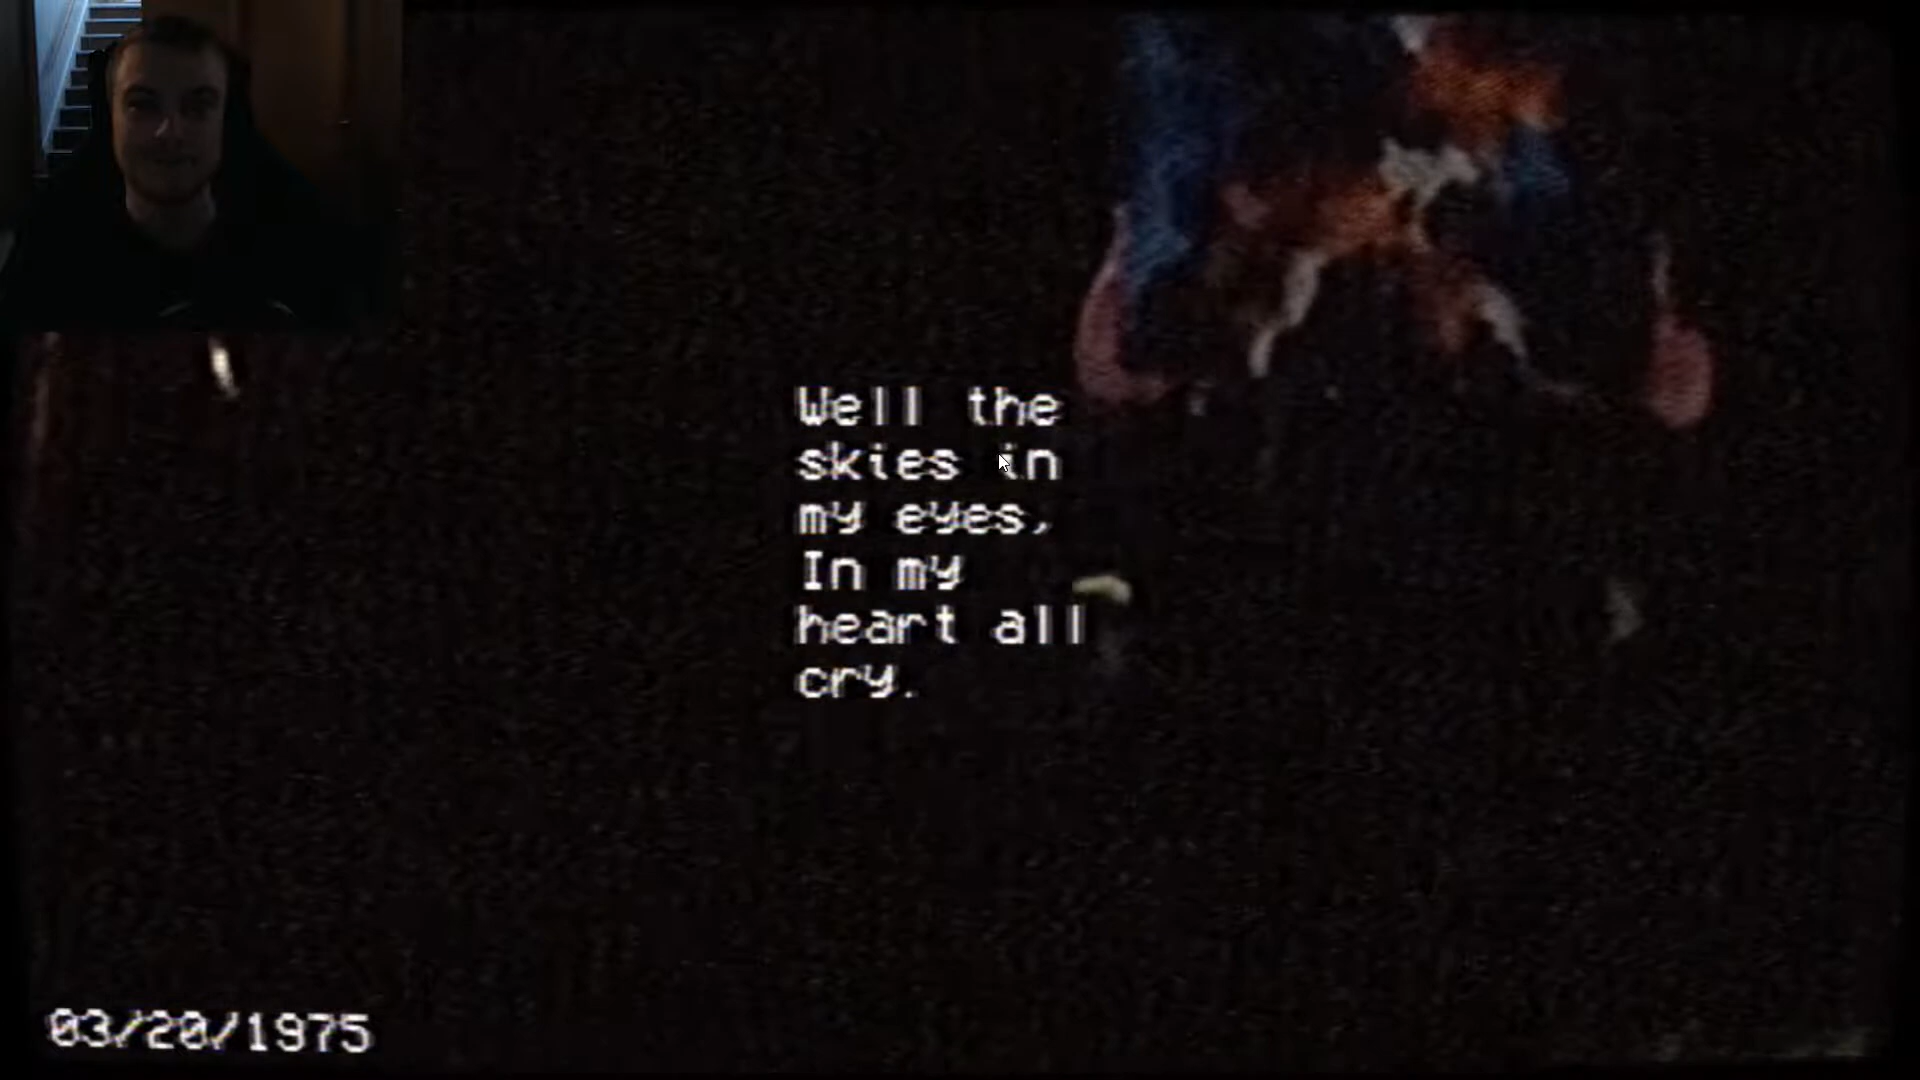 Well the
skies in
my eyes,
In my
heart all
cry.
03/20/1975